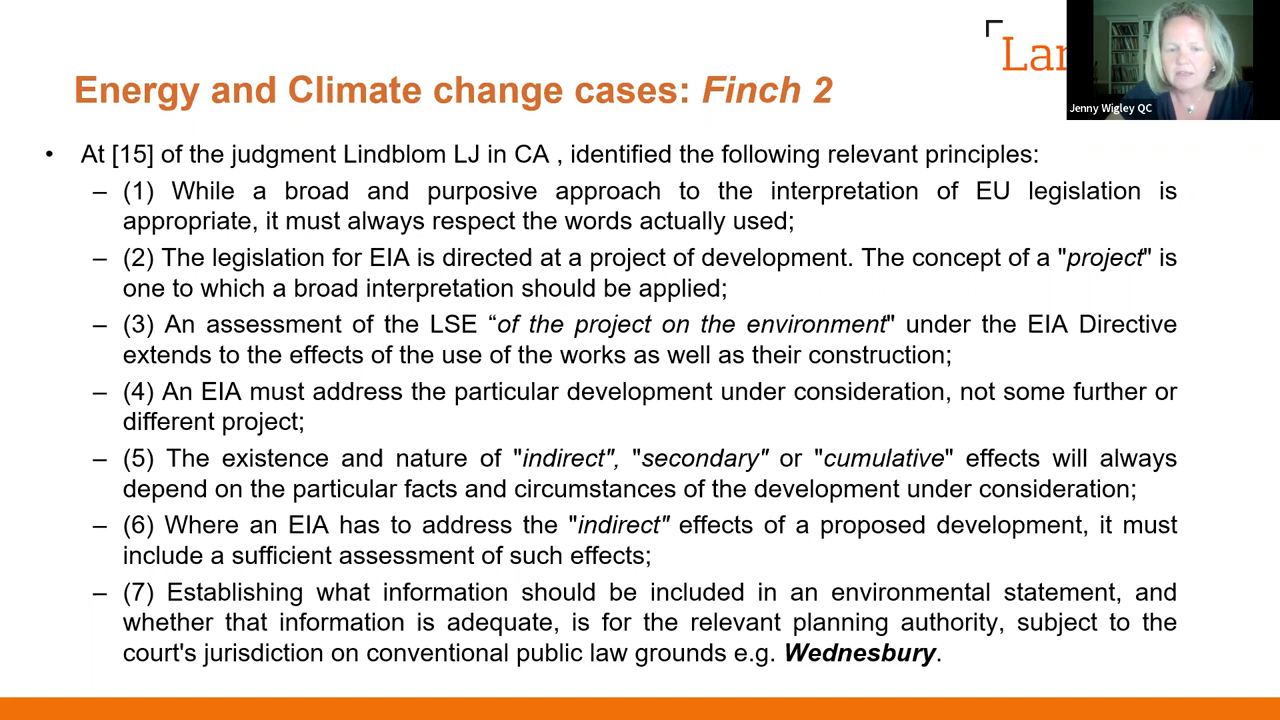 Lan
Jenny Wigley QC
Energy and Climate change cases: Finch 2
• At [15] of the judgment Lindblom LJ in CA , identified the following relevant principles:
– (1) While a broad and purposive approach to the interpretation of EU legislation is
appropriate, it must always respect the words actually used;
– (2) The legislation for EIA is directed at a project of development. The concept of a "project" is
one to which a broad interpretation should be applied;
– (3) An assessment of the LSE “of the project on the environment" under the EIA Directive
extends to the effects of the use of the works as well as their construction;
– (4) An EIA must address the particular development under consideration, not some further or
different project;
– (5) The existence and nature of "indirect", "secondary" or "cumulative" effects will always
depend on the particular facts and circumstances of the development under consideration;
– (6) Where an EIA has to address the "indirect" effects of a proposed development, it must
include a sufficient assessment of such effects;
– (7) Establishing what information should be included in an environmental statement, and
whether that information is adequate, is for the relevant planning authority, subject to the
court's jurisdiction on conventional public law grounds e.g. Wednesbury.